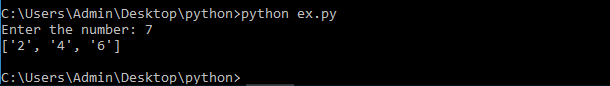 C:\Users\Admin\Desktop\python>python ex.py
Enter the number: 7
['2', '4', '6']
C:\Users\Admin\Desktop\python>